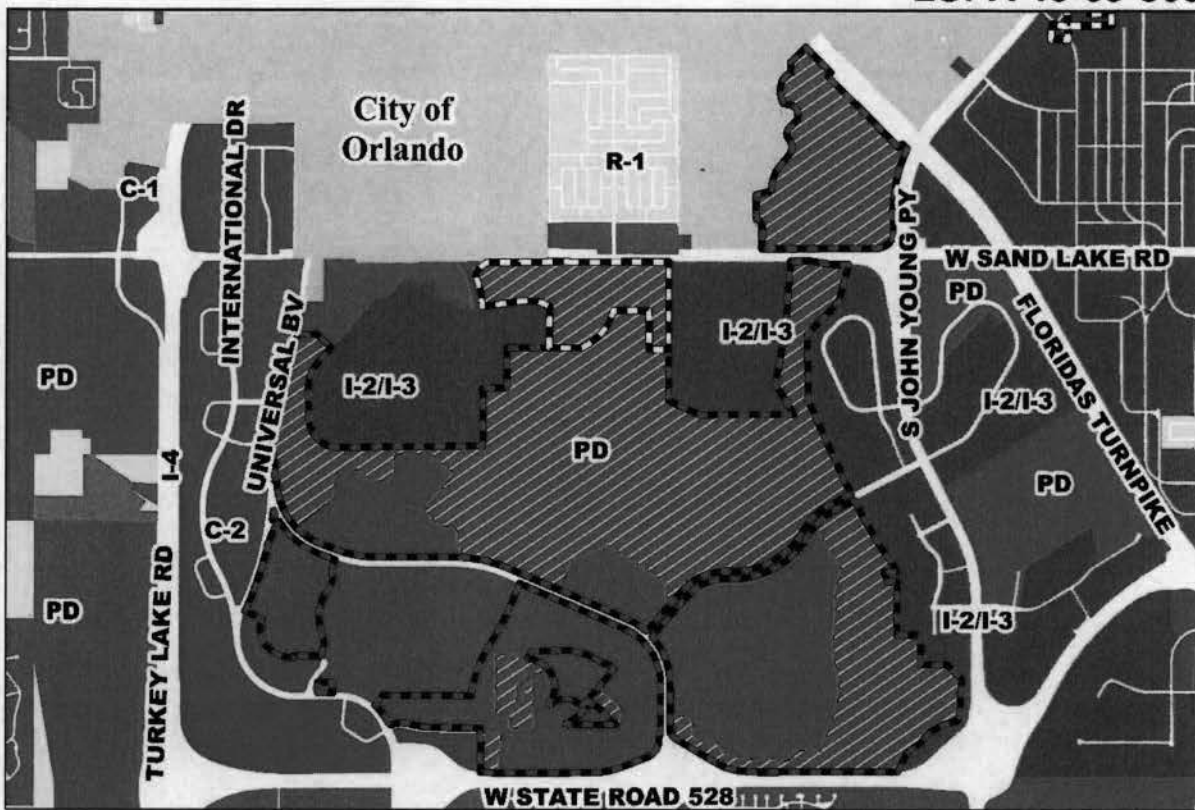 City of
Orlando
R-1
C-1
INTERNATIONAL DR
S JOHN YOUNG PY
W SAND LAKE RD
PD
FLORIDAS TURNPIKE
UNIVERSAL BV
I-2/I-3
I-2/I-3
PD
I-2/I-3
PD
I-4
PD
C-2
TURKEY LAKE RD
PD
I-2/I-3
W STATE ROAD 528